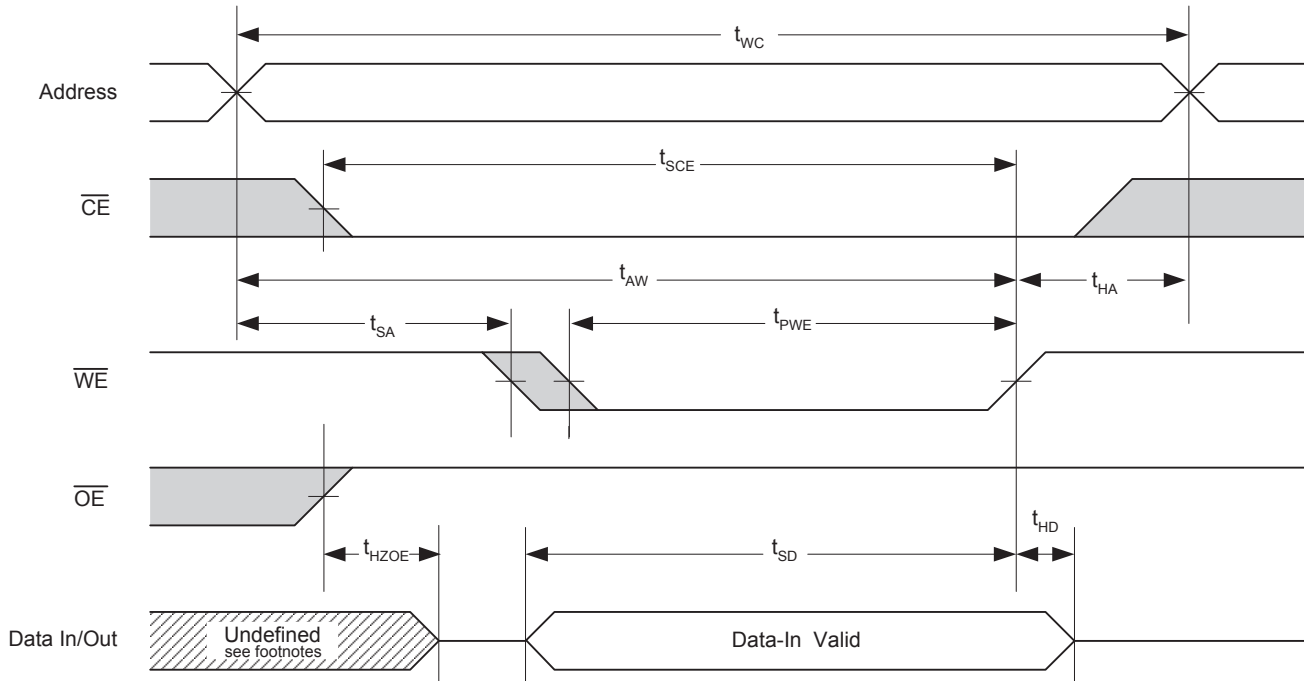 tWC
Address
tSCE
CE
tAW
tHA
tSA
tPWE
WE
OE
tHD
tHZOE
tSD
Data In/Out
Undefined
see footnotes
Data-In Valid